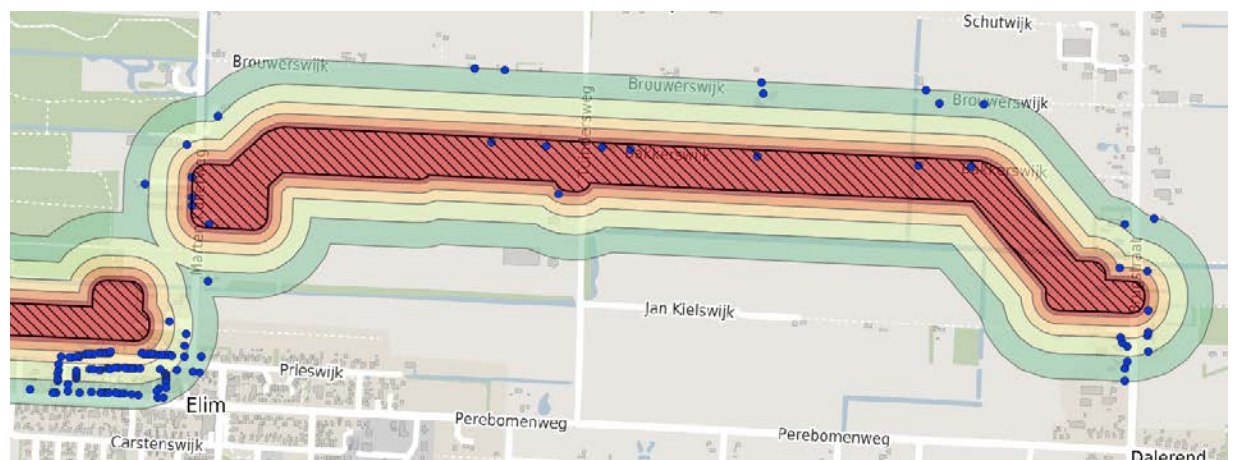 Schutwijk
Brouwerswijk
Brouwerswijk
Brouwerswijk
Bakkerswijk
Bakkerswijk
Jan Kielswijk
Prieswijk
Elim
Perebomenweg
Perebomenweg
Carstenswijk
Dalerend